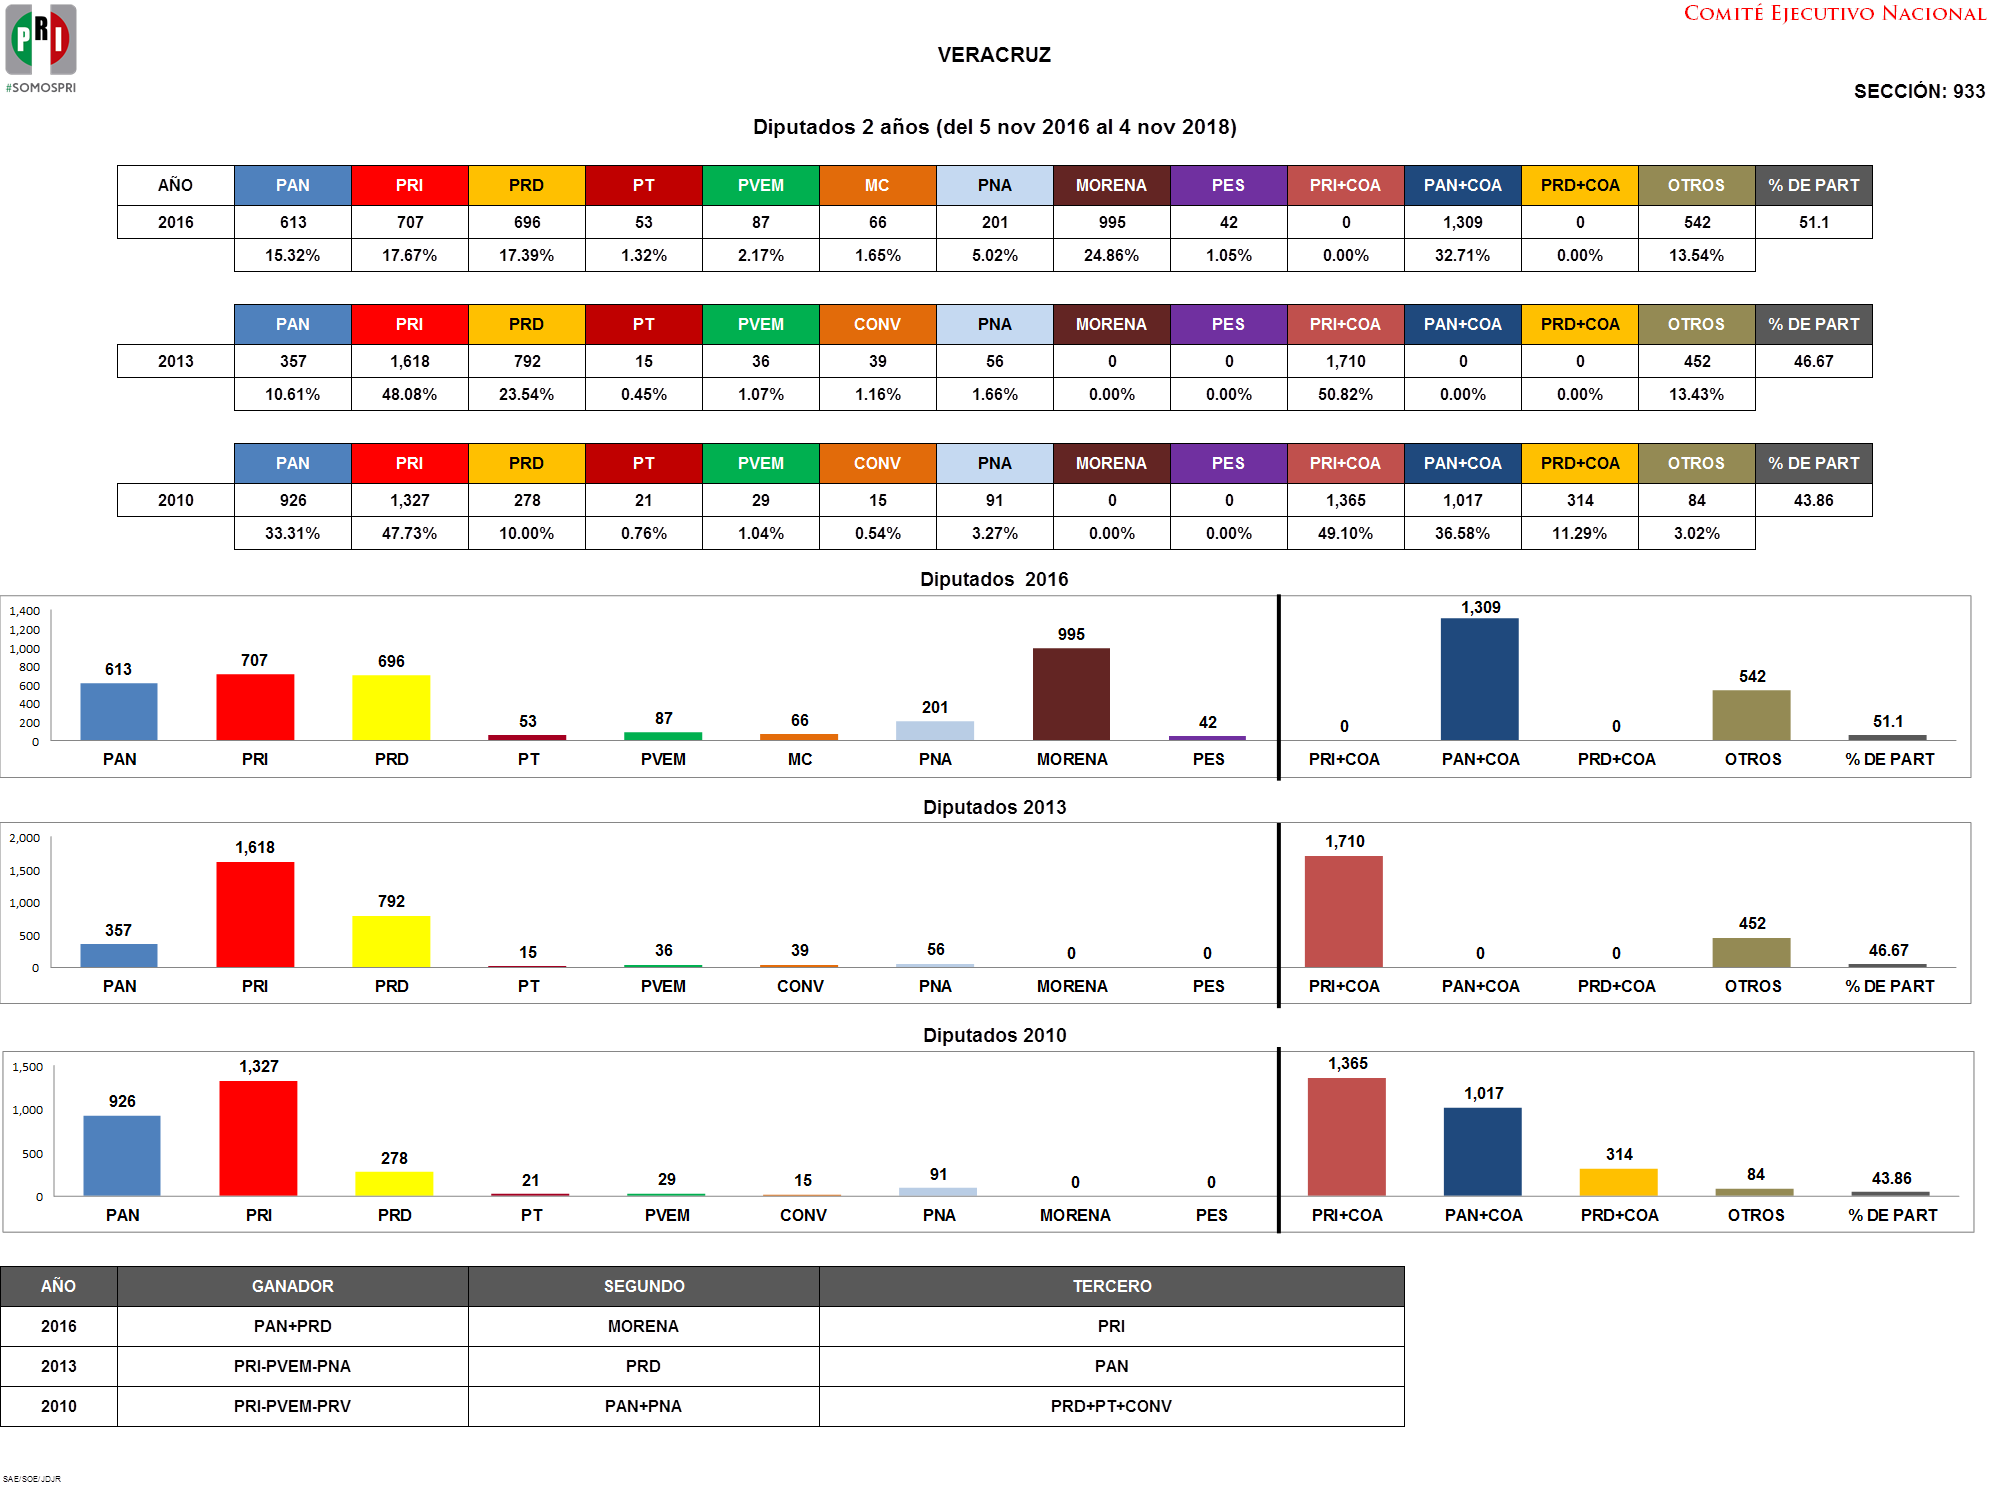 COMITÉ EJECUTIVO NACIONAL
PRI
#SOMOSPRI
VERACRUZ
SECCIÓN: 933
Diputados 2 años (del 5 nov 2016 al 4 nov 2018)
AÑO PAN PRI PRD PT PVEM MC PNA MORENA PES PRI+COA PAN+COA PRD+COA OTROS % DE PART
2016 613 707 696 53 87 66 201 995 42 0 1,309 0 542 51.1
15.32% 17.67% 17.39% 1.32% 2.17% 1.65% 5.02% 24.86% 1.05% 0.00% 32.71% 0.00% 13.54%
PAN PRI PRD PT PVEM CONV PNA MORENA PES PRI+COA PAN+COA PRD+COA OTROS % DE PART
2013 357 1,618 792 15 36 39 56 0 0 1,710 0 0 452 46.67
10.61% 48.08% 23.54% 0.45% 1.07% 1.16% 1.66% 0.00% 0.00% 50.82% 0.00% 0.00% 13.43%
PAN PRI PRD PT PVEM CONV PNA MORENA PES PRI+COA PAN+COA PRD+COA OTROS % DE PART
2010 926 1,327 278 21 29 15 91 0 0 1,365 1,017 314 84 43.86
33.31% 47.73% 10.00% 0.76% 1.04% 0.54% 3.27% 0.00% 0.00% 49.10% 36.58% 11.29% 3.02%
Diputados 2016
1,400
1,200
1,000
800
600
400
200
0
613 707 696 53 87 66 201 995 42 0 1,309 0 542 51.1
PAN PRI PRD PT PVEM MC PNA MORENA PES PRI+COA PAN+COA PRD+COA OTROS % DE PART
Diputados 2013
2,000
1,500
1,000
500
0
357 1,618 792 15 36 39 56 0 0 1,710 0 0 452 46.67
PAN PRI PRD PT PVEM CONV PNA MORENA PES PRI+COA PAN+COA PRD+COA OTROS % DE PART
Diputados 2010
1,500
1,000
500
0
926 1,327 278 21 29 15 91 0 0 1,365 1,017 314 84 43.86
PAN PRI PRD PT PVEM CONV PNA MORENA PES PRI+COA PAN+COA PRD+COA OTROS % DE PART
AÑO GANADOR SEGUNDO TERCERO
2016 PAN+PRD MORENA PRI
2013 PRI-PVEM-PNA PRD PAN
2010 PRI-PVEM-PRV PAN+PNA PRD+PT+CONV
SAE/SOE/JDJR